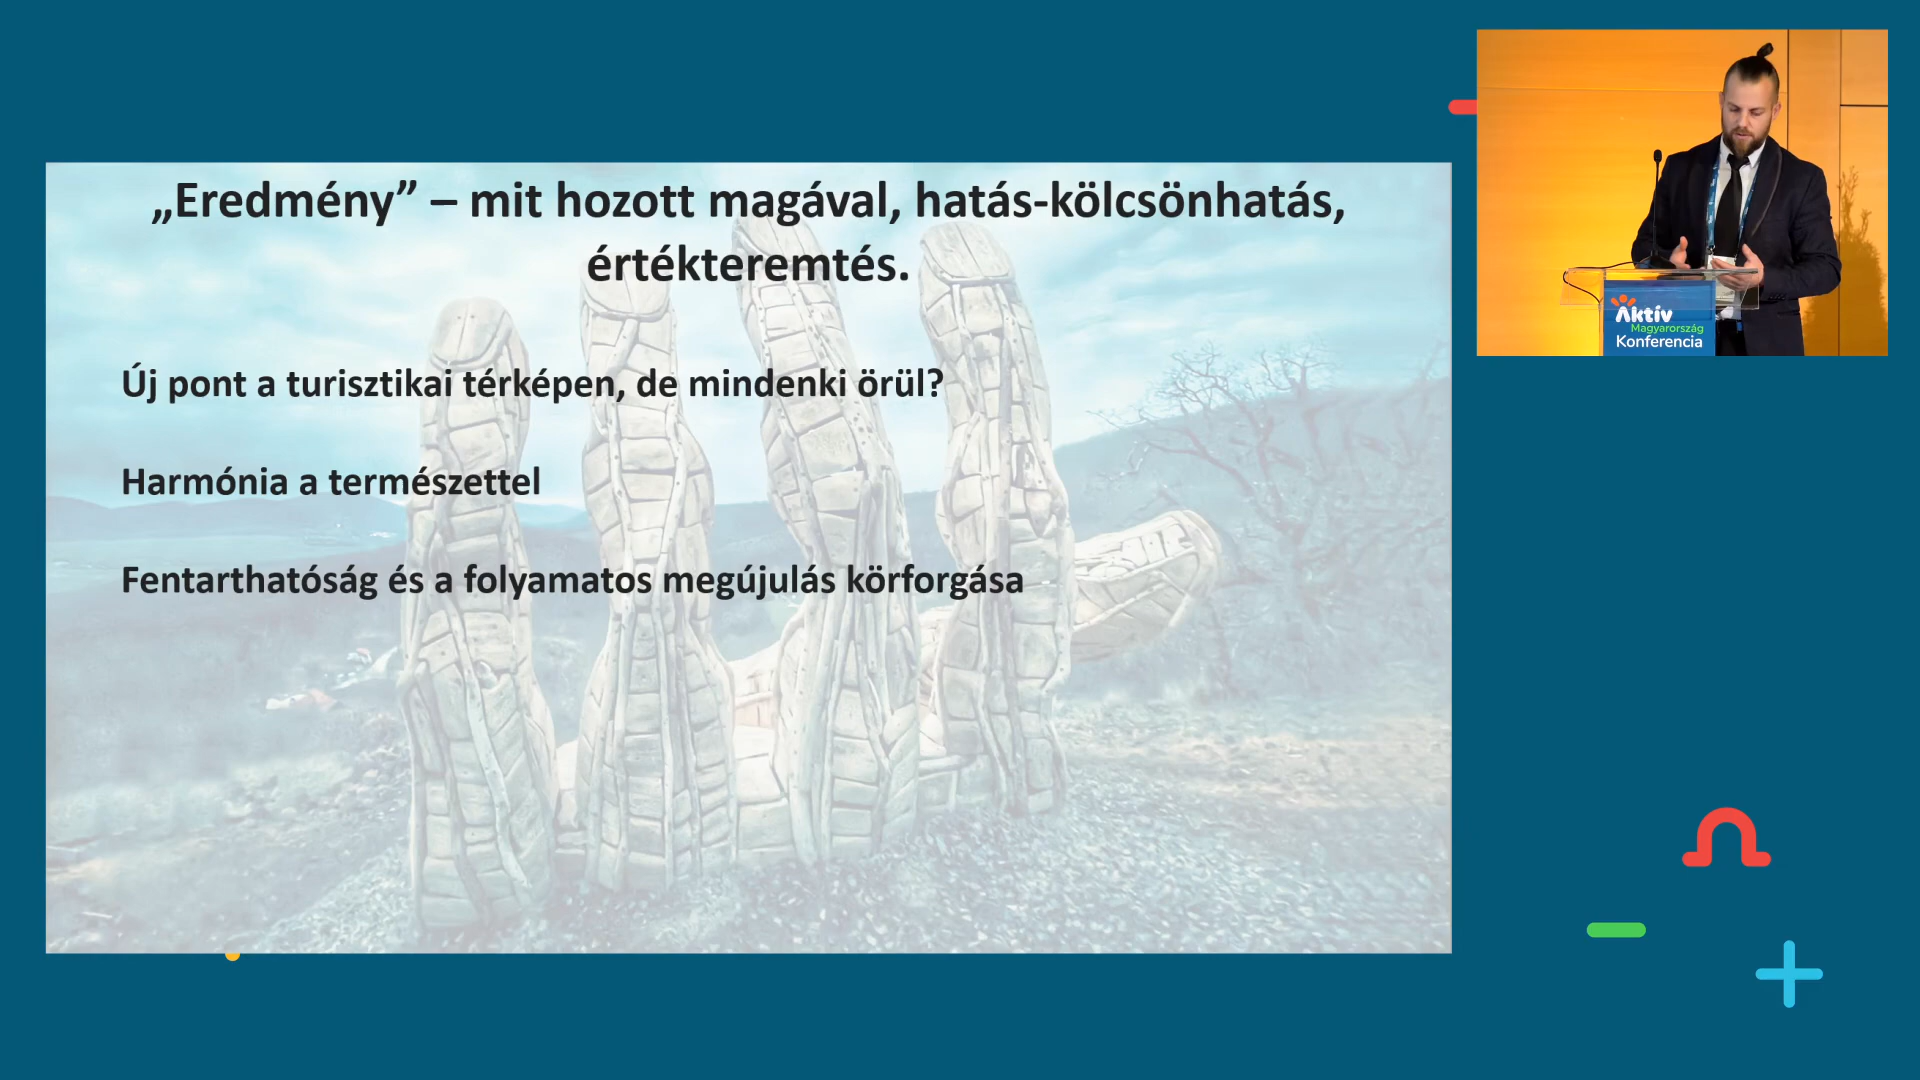 „Eredmény” – mit hozott magával, hatás-kölcsönhatás,
értékteremtés.
Új pont a turisztikai térképen, de mindenki örül?
Harmónia a természettel
Fentarthatóság és a folyamatos megújulás körforgása
Aktív
Magyarország
Konferencia